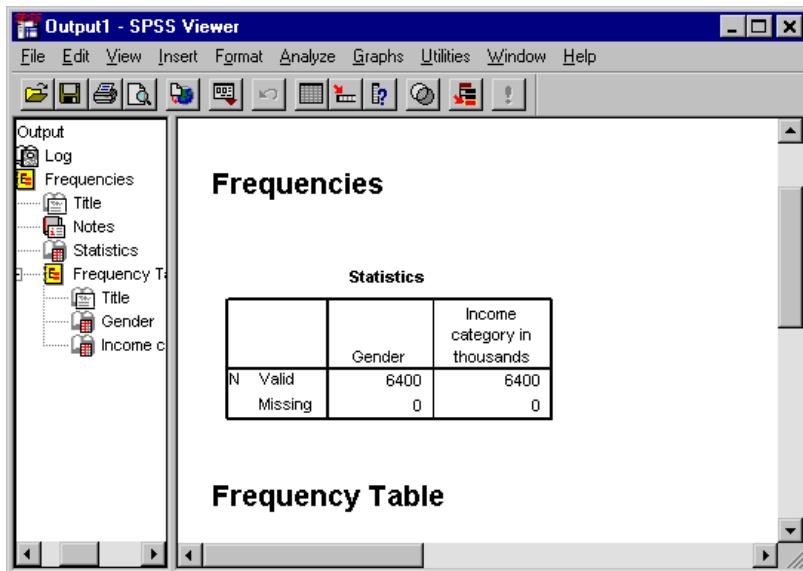 Output1 - SPSS Viewer
File Edit View Insert Format Analyze Graphs Utilities Window Help
Output
Log
Frequencies
Title
Notes
Statistics
Frequency Ta
Title
Gender
Income c
Frequencies
Statistics
Gender
Income
category in
thousands
N Valid 6400 6400
Missing 0 0
Frequency Table